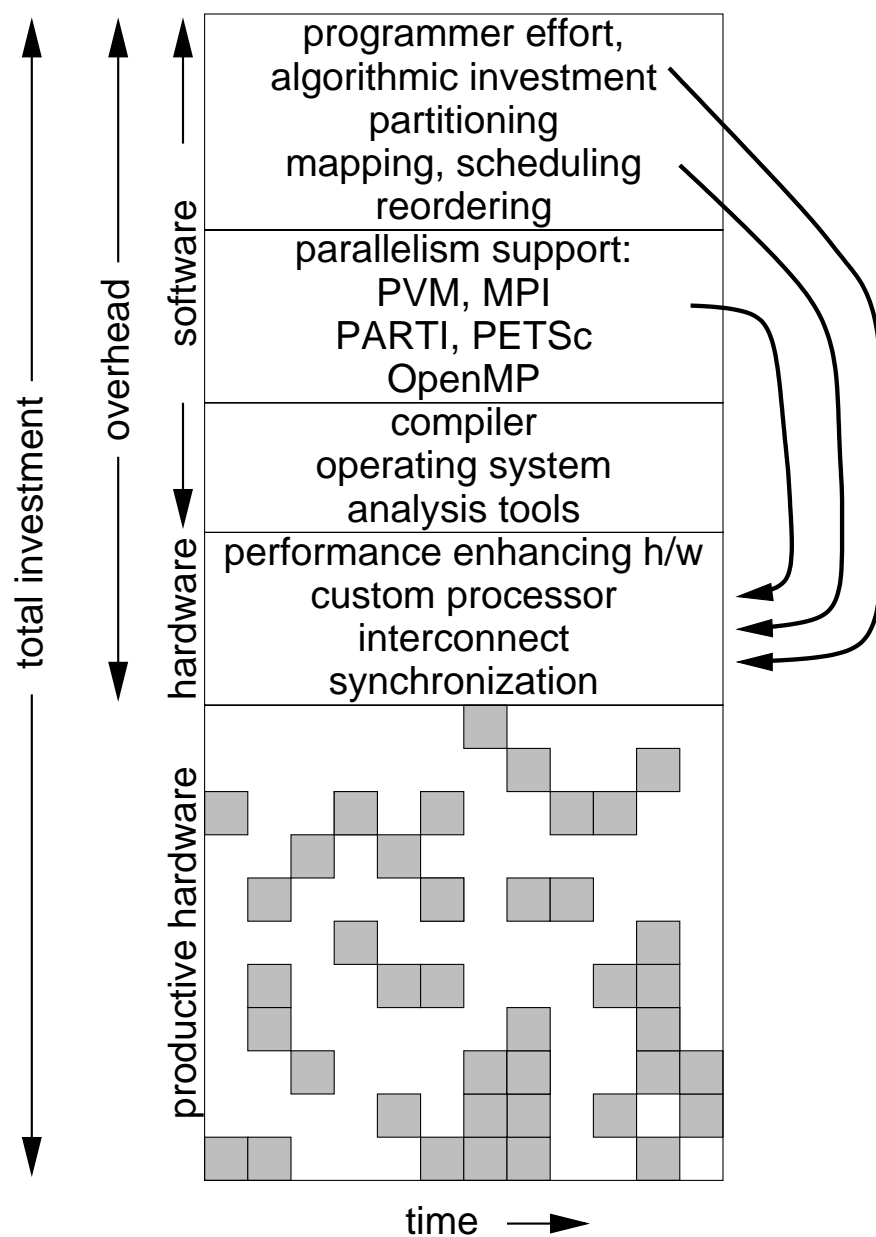 programmer effort,
algorithmic investment
partitioning
mapping, scheduling
reordering
parallelism support:
PVM, MPI
PARTI, PETSc
OpenMP
compiler
operating system
analysis tools
performance enhancing h/w
custom processor
interconnect
synchronization
total investment
overhead
software
hardware
productive hardware
time